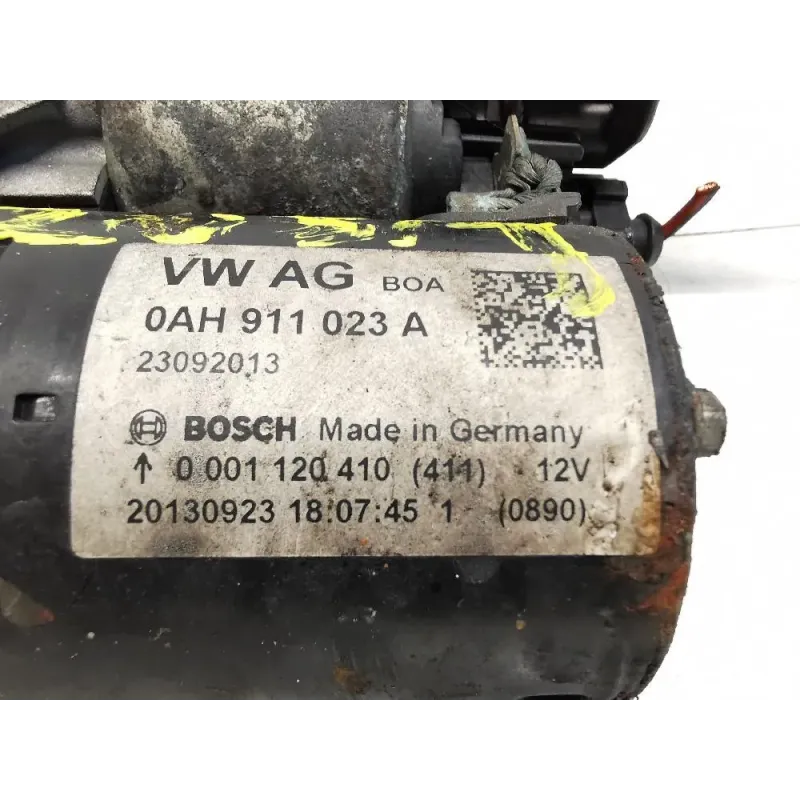 VW AG BOA
0AH 911 023 A
23092013
BOSCH Made in Germany
↑ 0 001 120 410 (411) 12V
20130923 18:07:45 1 (0890)